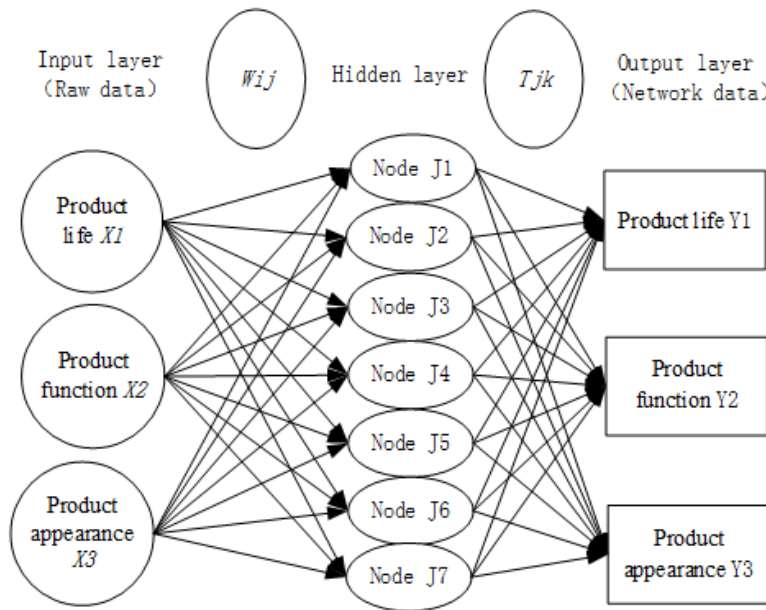 Input layer
(Raw data)
Wij
Hidden layer
Tjk
Output layer
(Network data)
Product
life X1
Product
function X2
Product
appearance
X3
Node J1
Node J2
Node J3
Node J4
Node J5
Node J6
Node J7
Product life Y1
Product
function Y2
Product
appearance Y3